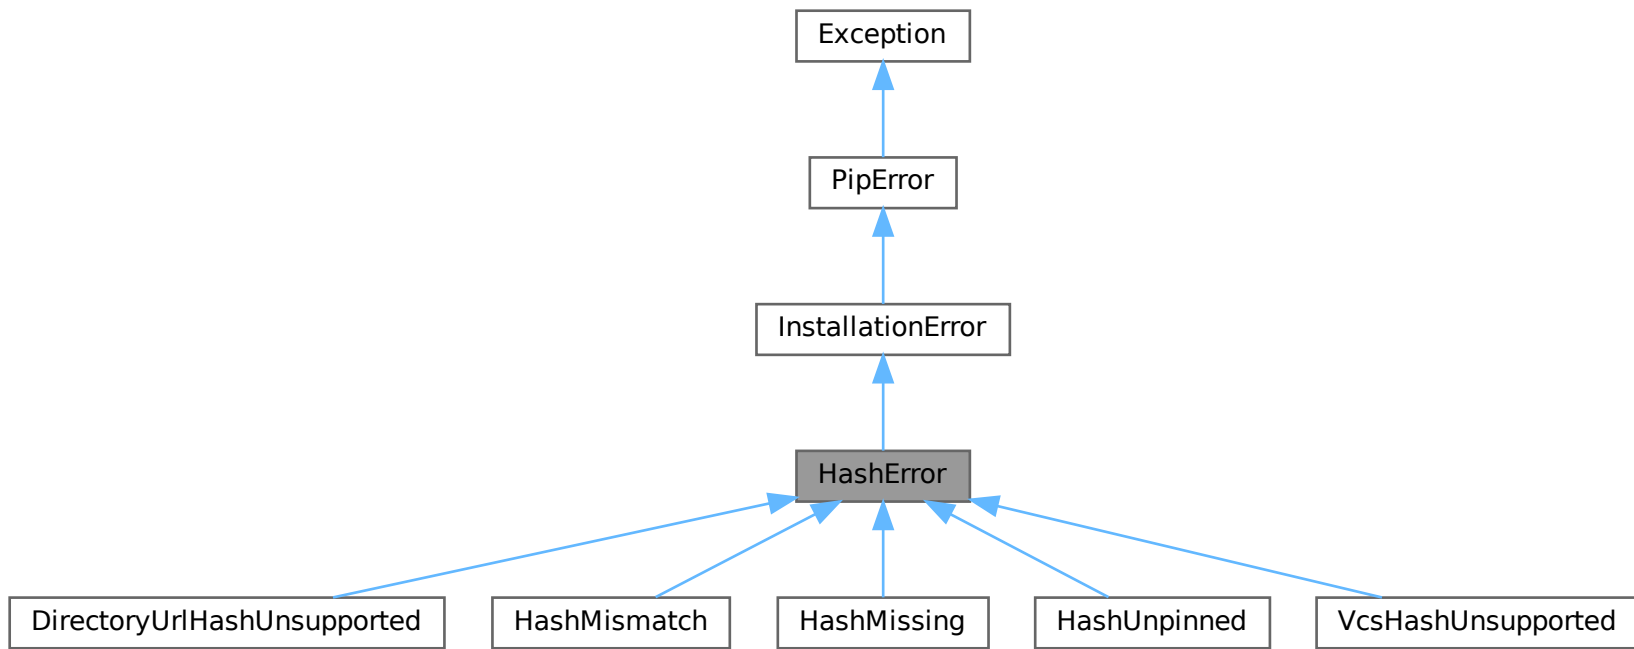 Exception
PipError
InstallationError
HashError
DirectoryUrlHashUnsupported
HashMismatch
HashMissing
HashUnpinned
VcsHashUnsupported